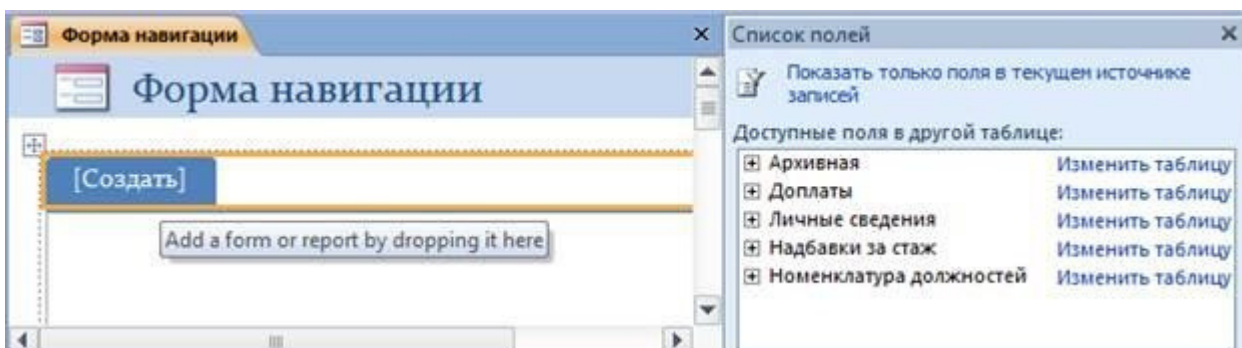 Форма навигации
Форма навигации
[Создать]
Add a form or report by dropping it here
Список полей
Показать только поля в текущем источнике
записей
Доступные поля в другой таблице:
Архивная Изменить таблицу
Доплаты Изменить таблицу
Личные сведения Изменить таблицу
Надбавки за стаж Изменить таблицу
Номенклатура должностей Изменить таблицу